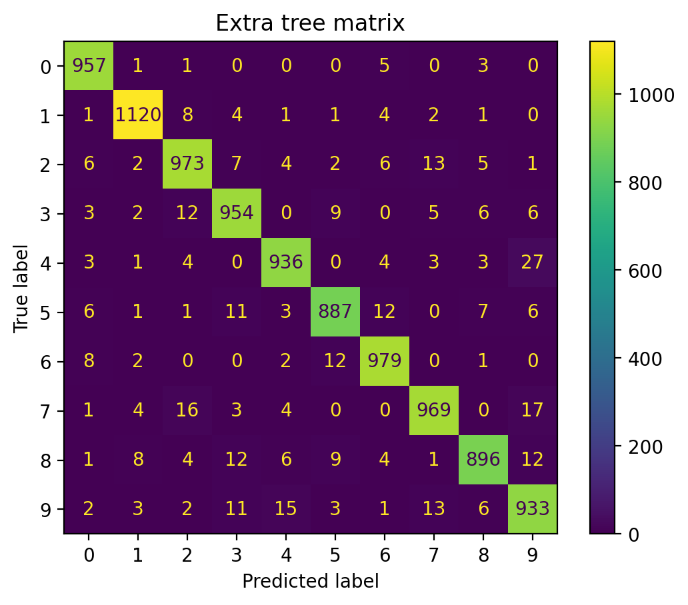 Extra tree matrix
0 957 1 1 0 0 0 5 0 3 0
1 1 1120 8 4 1 1 4 2 1 0
2 6 2 973 7 4 2 6 13 5 1
3 3 2 12 954 0 9 0 5 6 6
4 3 1 4 0 936 0 4 3 3 27
5 6 1 1 11 3 887 12 0 7 6
6 8 2 0 0 2 12 979 0 1 0
7 1 4 16 3 4 0 0 969 0 17
8 1 8 4 12 6 9 4 1 896 12
9 2 3 2 11 15 3 1 13 6 933
0 1 2 3 4 5 6 7 8 9
Predicted label
True label
1000
800
600
400
200
0